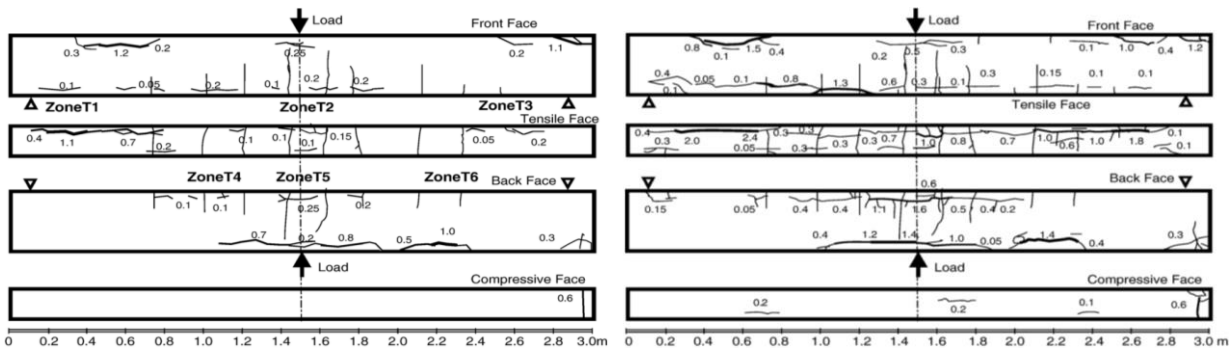 Load
Front Face
0.3 1.2 0.2 0.25 0.2 1.1
0.1 0.05 0.2 0.1 0.2 0.2
ZoneT1 ZoneT2 ZoneT3
Tensile Face
0.4 1.1 0.7 0.2 0.1 0.1 0.1 0.15 0.05 0.2
ZoneT4 ZoneT5 ZoneT6
Back Face
0.1 0.1 0.25 0.2
0.7 0.2 0.8 0.5 1.0 0.3
Load
Compressive Face
0.6
0 0.2 0.4 0.6 0.8 1.0 1.2 1.4 1.6 1.8 2.0 2.2 2.4 2.6 2.8 3.0m
Load
Front Face
0.8 0.1 1.5 0.4 0.5 0.3 0.1 1.0 0.4 1.2
0.4 0.1 0.05 0.1 0.8 1.3 0.6 0.3 0.1 0.3 0.15 0.1 0.1
Tensile Face
0.4 0.3 2.0 2.4 0.05 0.3 0.3 0.3 0.3 0.3 0.7 1.0 0.8 0.7 1.0 0.6 1.8 0.1 0.1
Back Face
0.6
0.15 0.05 0.4 0.4 1.1 1.6 0.5 0.4 0.2
0.4 1.2 1.4 1.0 0.05 1.4 0.4 0.3
Load
Compressive Face
0.2 0.2 0.1 0.6
0 0.2 0.4 0.6 0.8 1.0 1.2 1.4 1.6 1.8 2.0 2.2 2.4 2.6 2.8 3.0 m